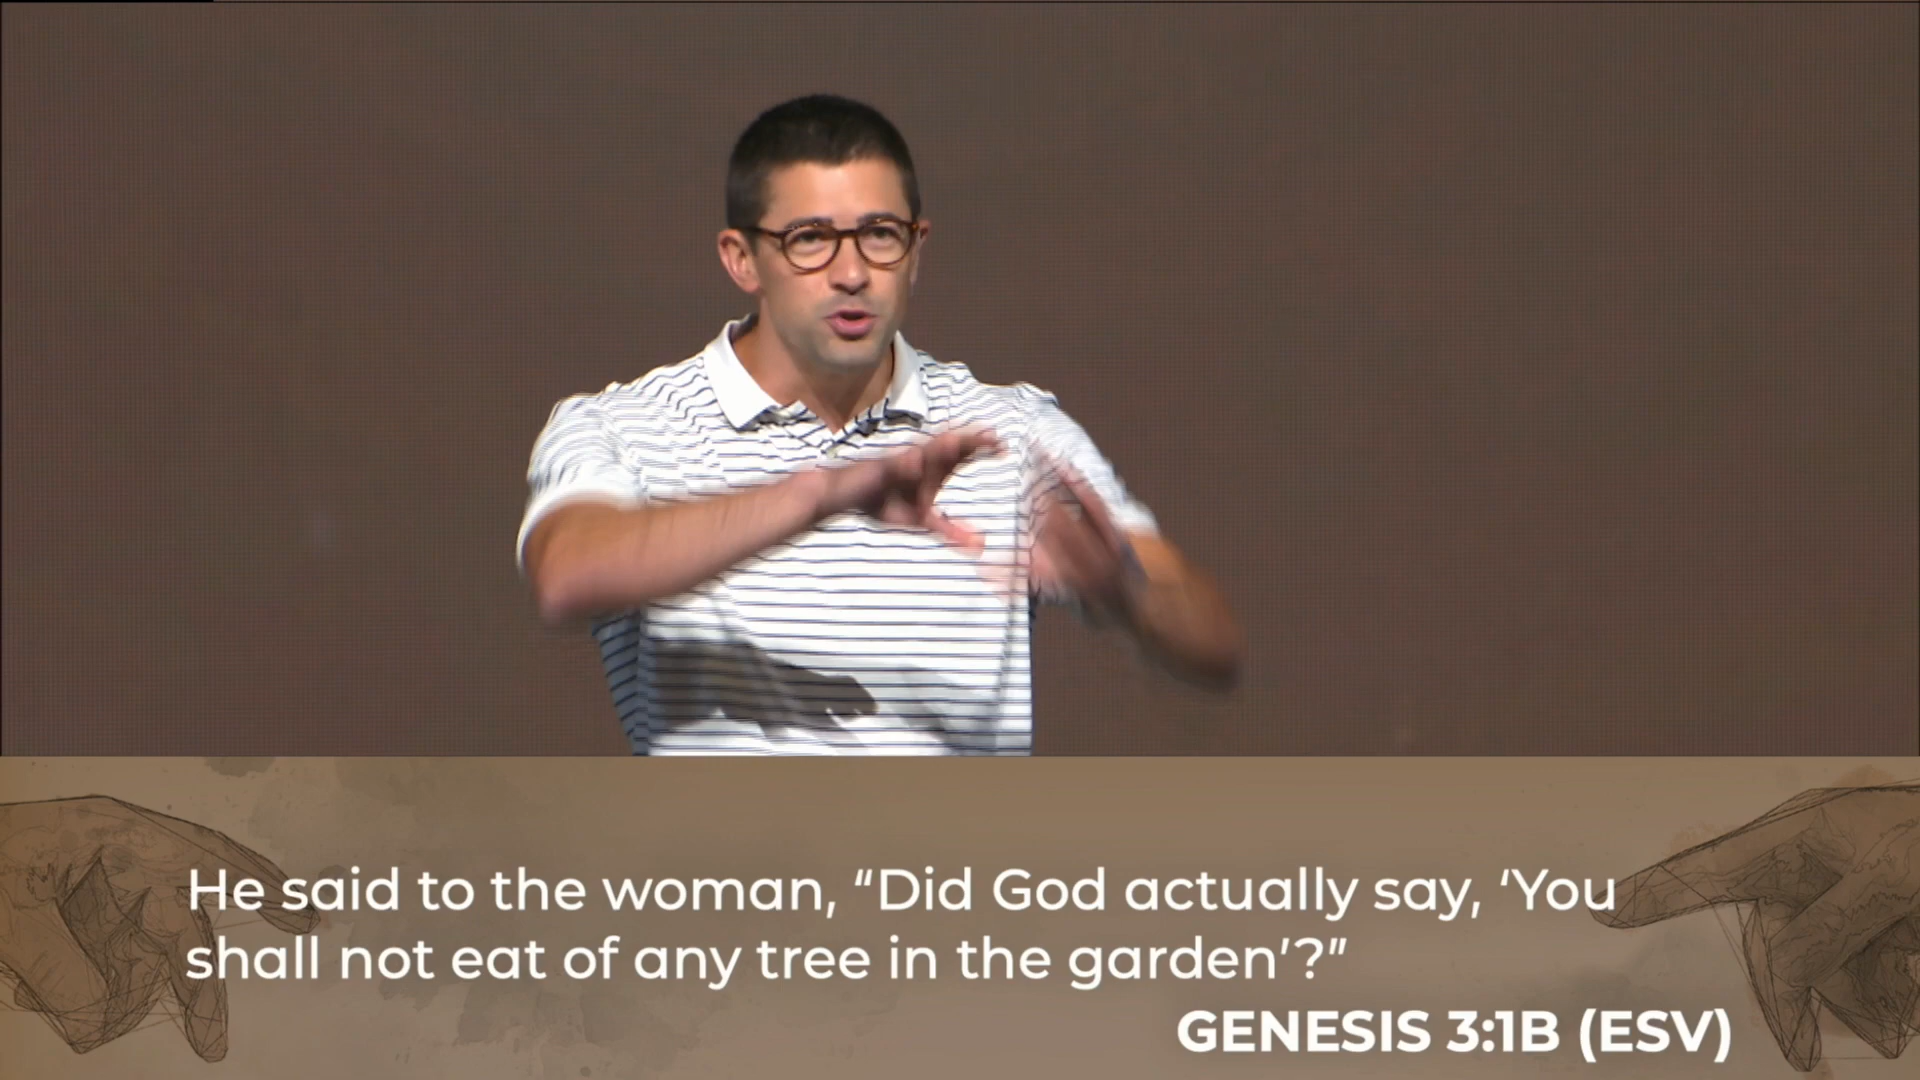 He said to the woman, “Did God actually say, ‘You
shall not eat of any tree in the garden’?”
GENESIS 3:1B (ESV)